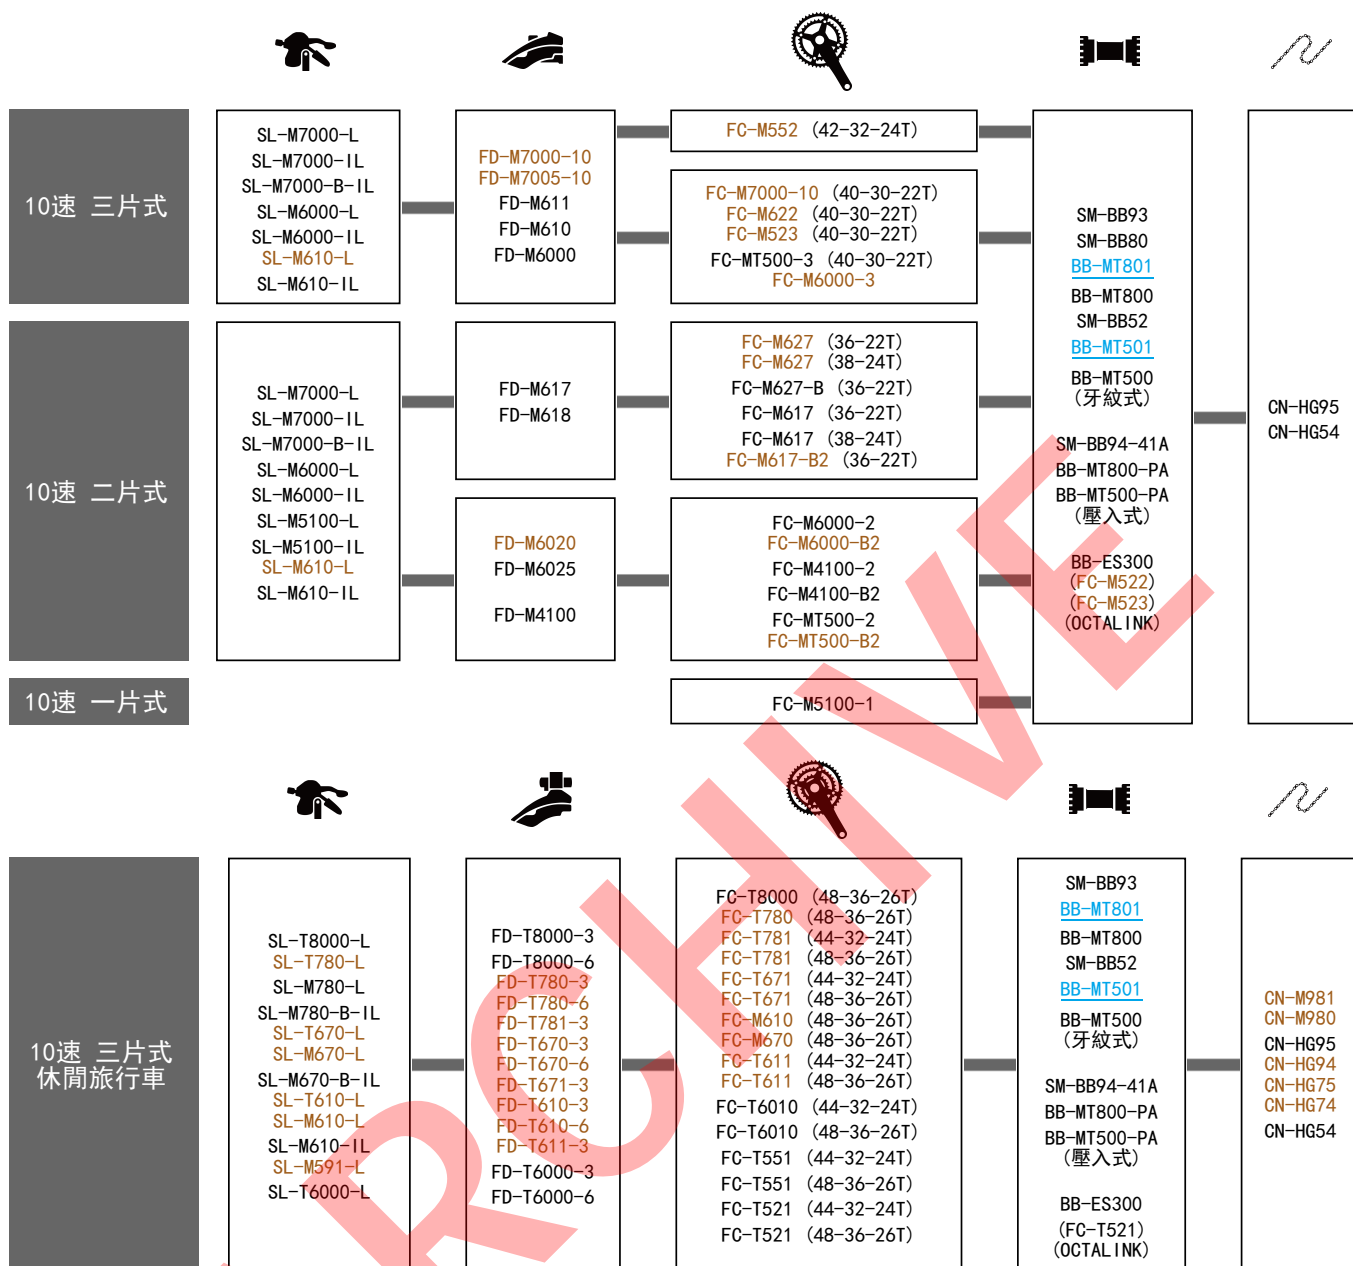 10速 三片式
SL-M7000-L
SL-M7000-IL
SL-M7000-B-IL
SL-M6000-L
SL-M6000-IL
SL-M610-L
SL-M610-IL
FD-M7000-10
FD-M7005-10
FD-M611
FD-M610
FD-M6000
FC-M552 (42-32-24T)
FC-M7000-10 (40-30-22T)
FC-M622 (40-30-22T)
FC-M523 (40-30-22T)
FC-MT500-3 (40-30-22T)
FC-M6000-3
10速 二片式
SL-M7000-L
SL-M7000-IL
SL-M7000-B-IL
SL-M6000-L
SL-M6000-IL
SL-M5100-L
SL-M5100-IL
SL-M610-L
SL-M610-IL
FD-M617
FD-M618
FC-M627 (36-22T)
FC-M627 (38-24T)
FC-M627-B (36-22T)
FC-M617 (36-22T)
FC-M617 (38-24T)
FC-M617-B2 (36-22T)
FD-M6020
FD-M6025
FD-M4100
FC-M6000-2
FC-M6000-B2
FC-M4100-2
FC-M4100-B2
FC-MT500-2
FC-MT500-B2
10速 一片式
FC-M5100-1
SM-BB93
SM-BB80
BB-MT801
BB-MT800
SM-BB52
BB-MT501
BB-MT500
(牙紋式)
SM-BB94-41A
BB-MT800-PA
BB-MT500-PA
(壓入式)
BB-ES300
(FC-M522)
(FC-M523)
(OCTALINK)
CN-HG95
CN-HG54
10速 三片式
休閒旅行車
SL-T8000-L
SL-T780-L
SL-M780-L
SL-M780-B-IL
SL-T670-L
SL-M670-L
SL-M670-B-IL
SL-T610-L
SL-M610-L
SL-M610-IL
SL-M591-L
SL-T6000-L
FD-T8000-3
FD-T8000-6
FD-T780-3
FD-T780-6
FD-T781-3
FD-T670-3
FD-T670-6
FD-T671-3
FD-T610-3
FD-T610-6
FD-T611-3
FD-T6000-3
FD-T6000-6
FC-T8000 (48-36-26T)
FC-T780 (48-36-26T)
FC-T781 (44-32-24T)
FC-T781 (48-36-26T)
FC-T671 (44-32-24T)
FC-T671 (48-36-26T)
FC-M610 (48-36-26T)
FC-M670 (48-36-26T)
FC-T611 (44-32-24T)
FC-T611 (48-36-26T)
FC-T6010 (44-32-24T)
FC-T6010 (48-36-26T)
FC-T551 (44-32-24T)
FC-T551 (48-36-26T)
FC-T521 (44-32-24T)
FC-T521 (48-36-26T)
SM-BB93
BB-MT801
BB-MT800
SM-BB52
BB-MT501
BB-MT500
(牙紋式)
SM-BB94-41A
BB-MT800-PA
BB-MT500-PA
(壓入式)
BB-ES300
(FC-T521)
(OCTALINK)
CN-M981
CN-M980
CN-HG95
CN-HG94
CN-HG75
CN-HG74
CN-HG54
RCHIVE